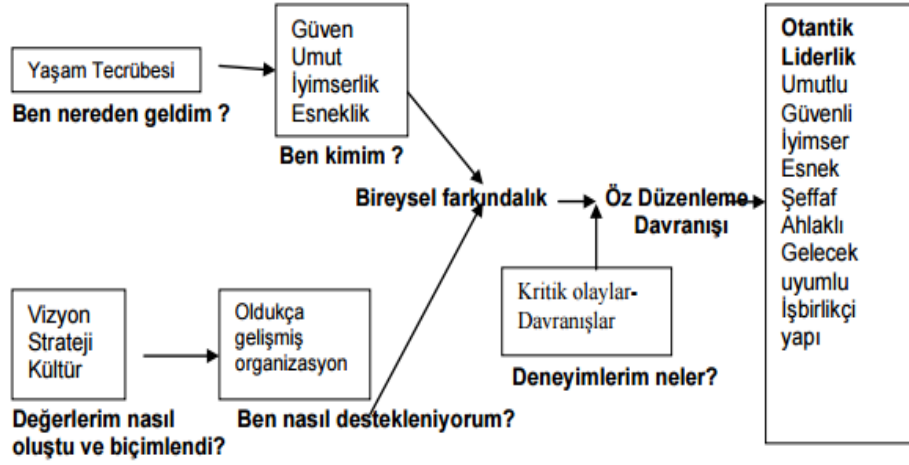 Yaşam Tecrübesi
Ben nereden geldim ?
Güven
Umut
İyimserlik
Esneklik
Ben kimim ?
Bireysel farkındalık
Öz Düzenleme
Davranışı
Vizyon
Strateji
Kültür
Değerlerim nasıl
oluştu ve biçimlendi?
Oldukça
gelişmiş
organizasyon
Ben nasıl destekleniyorum?
Kritik olaylar-
Davranışlar
Deneyimlerim neler?
Otantik
Liderlik
Umutlu
Güvenli
İyimser
Esnek
Şeffaf
Ahlaklı
Gelecek
uyumlu
İşbirlikçi
yapı